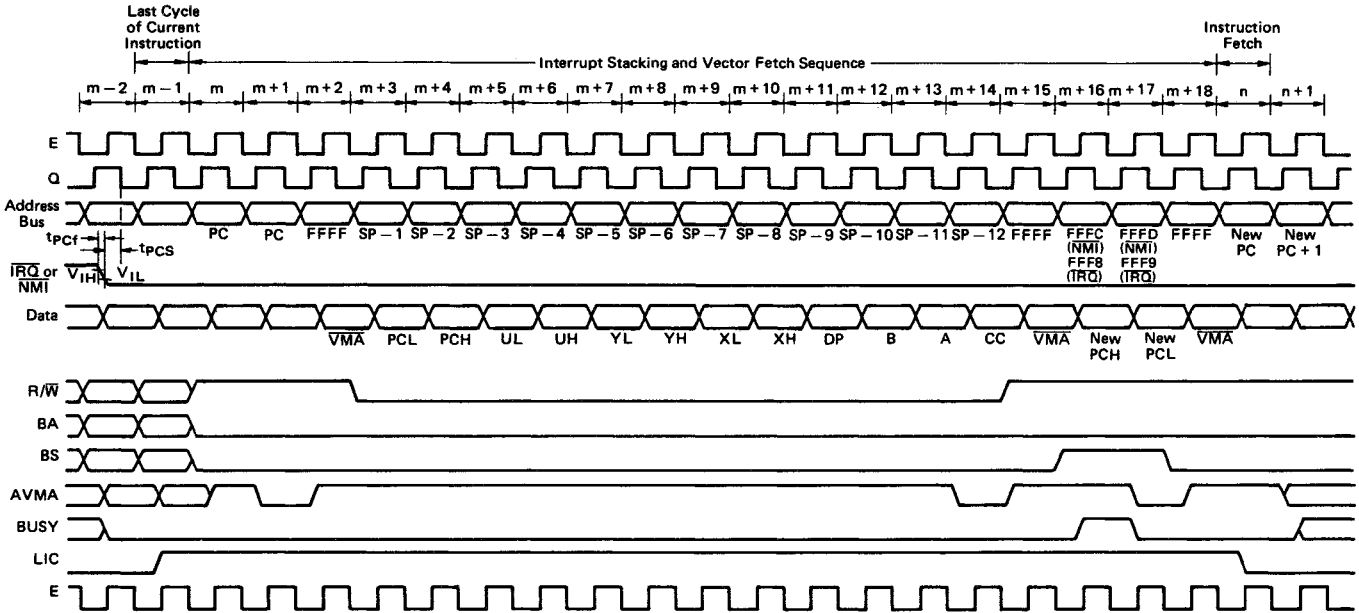 Last Cycle
of Current
Instruction
Instruction
Fetch
Interrupt Stacking and Vector Fetch Sequence
m – 2 m – 1 m m + 1 m + 2 m + 3 m + 4 m + 5 m + 6 m + 7 m + 8 m + 9 m + 10 m + 11 m + 12 m + 13 m + 14 m + 15 m + 16 m + 17 m + 18 n n + 1
E
Q
Address
Bus
PC PC FFFF SP – 1 SP – 2 SP – 3 SP – 4 SP – 5 SP – 6 SP – 7 SP – 8 SP – 9 SP – 10 SP – 11 SP – 12 FFFF FFFC FFFD FFFF New New
(NMI) (NMI) PC PC + 1
FFF8 FFF9
(IRQ) (IRQ)
tPCf
tPCS
IRQ or
NMI
VIH VIL
Data
VMA PCL PCH UL UH YL YH XL XH DP B A CC VMA New New VMA
PCH PCL
R/W
BA
BS
AVMA
BUSY
LIC
E